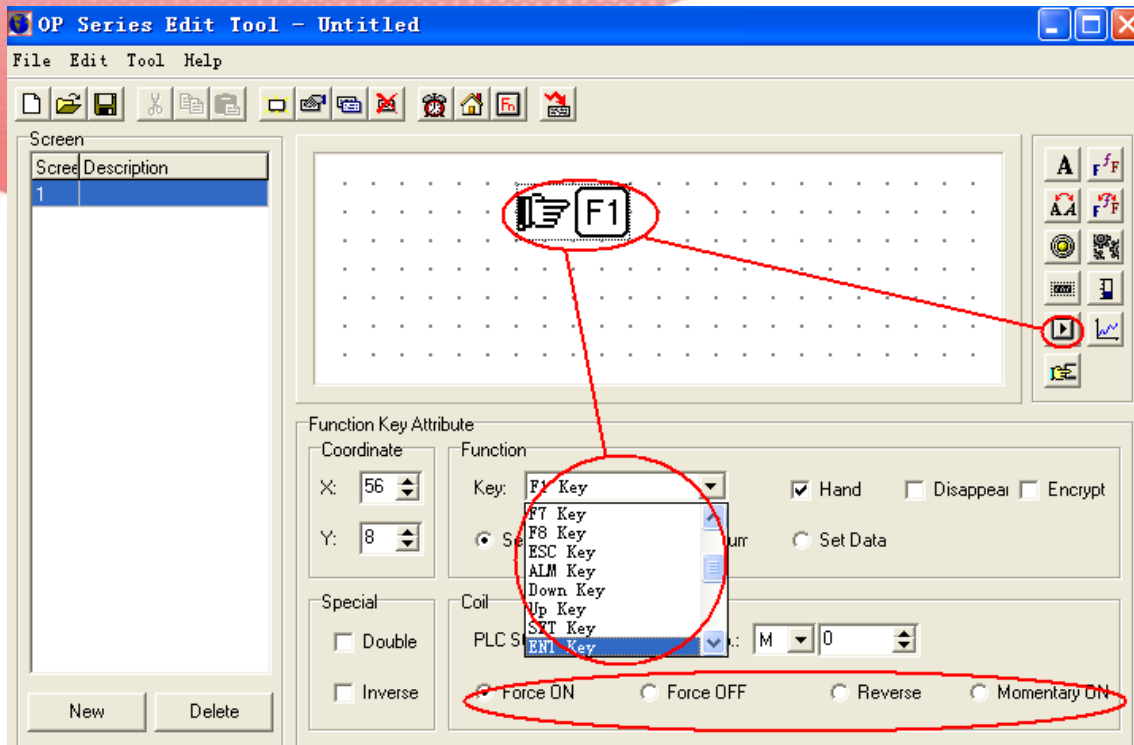 OP Series Edit Tool - Untitled
File Edit Tool Help
Fn
Screen
Scree Description
1
F1
A F f F
A A F F F
Function Key Attribute
Coordinate
X: 56
Y: 8
Function
Key: F1 Key
Hand Disappear Encrypt
Set Data
F7 Key
F8 Key
ESC Key
ALM Key
Down Key
Up Key
SET Key
ENT Key
Special
Double
Inverse
Coil
PLC M 0
Force ON Force OFF Reverse Momentary ON
New Delete